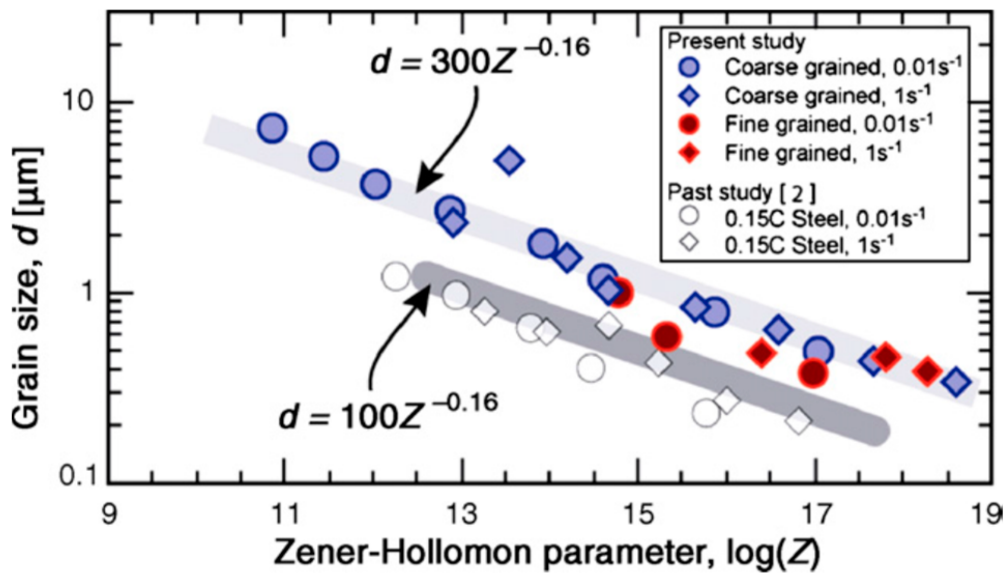 d = 300Z⁻⁰·¹⁶
Present study
Coarse grained, 0.01s⁻¹
Coarse grained, 1s⁻¹
Fine grained, 0.01s⁻¹
Fine grained, 1s⁻¹
Past study [2]
0.15C Steel, 0.01s⁻¹
0.15C Steel, 1s⁻¹
Grain size, d [µm]
10
1
0.1
d = 100Z⁻⁰·¹⁶
9 11 13 15 17 19
Zener-Hollomon parameter, log(Z)